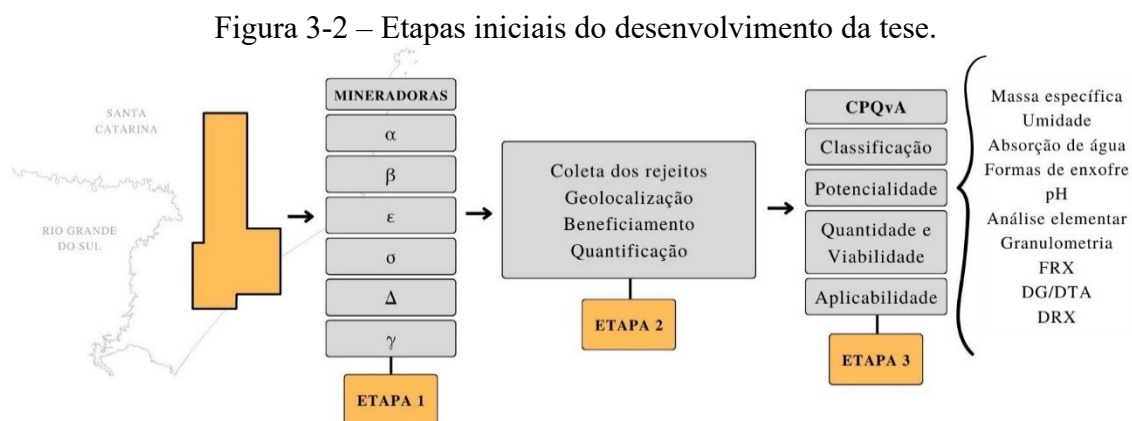 Figura 3-2 – Etapas iniciais do desenvolvimento da tese.
SANTA
CATARINA
RIO GRANDE
DO SUL
MINERADORAS
α
β
ε
σ
Δ
γ
ETAPA 1
Coleta dos rejeitos
Geolocalização
Beneficiamento
Quantificação
ETAPA 2
CPQvA
Classificação
Potencialidade
Quantidade e
Viabilidade
Aplicabilidade
ETAPA 3
Massa específica
Umidade
Absorção de água
Formas de enxofre
pH
Análise elementar
Granulometria
FRX
DG/DTA
DRX